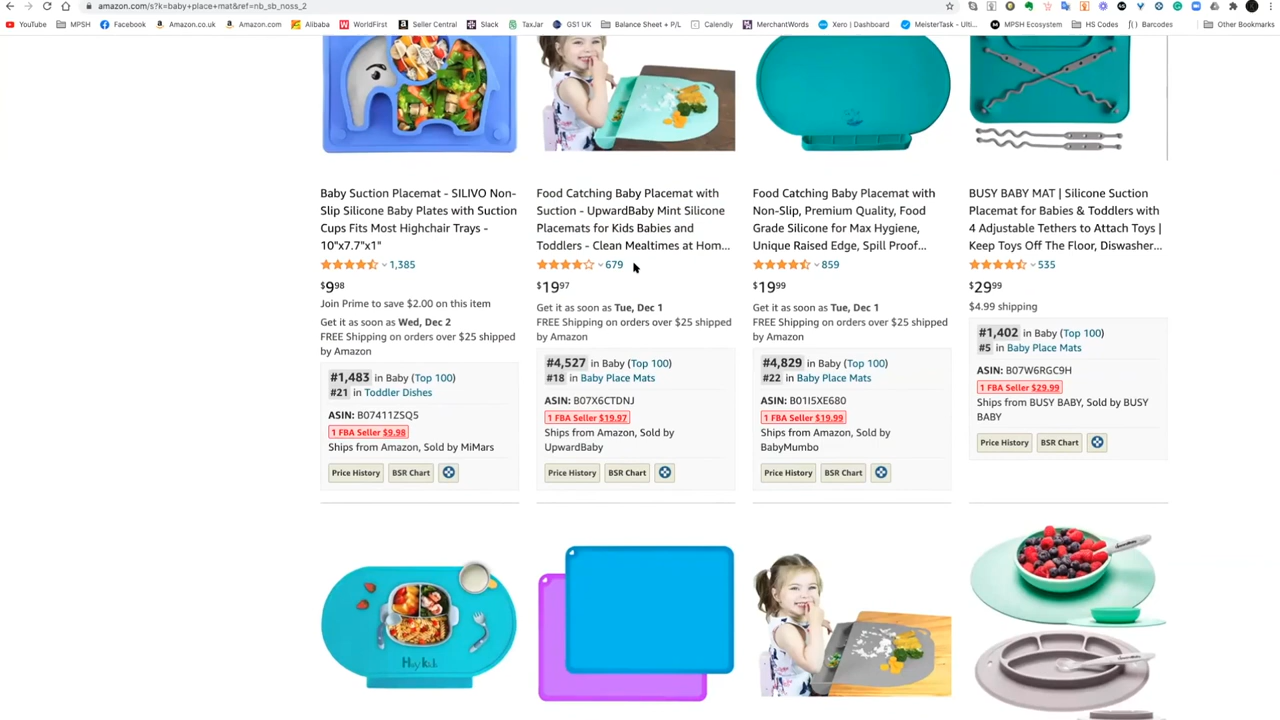 amazon.com/s?k=baby+place+mat&ref=nb_sb_noss_2
YouTube
MPSH
Facebook
Amazon.co.uk
Amazon.com
Alibaba
WorldFirst
Seller Central
Slack
TaxJar
GS1 UK
Balance Sheet + P/L
Calendly
MerchantWords
Xero | Dashboard
MeisterTask - Ulti...
MPSH Ecosystem
HS Codes
Barcodes
Other Bookmarks
Baby Suction Placemat - SILIVO Non-
Slip Silicone Baby Plates with Suction
Cups Fits Most Highchair Trays -
10"x7.7"x1"
1,385
$9.98
Join Prime to save $2.00 on this item
Get it as soon as Wed, Dec 2
FREE Shipping on orders over $25 shipped
by Amazon
#1,483 in Baby (Top 100)
#21 in Toddler Dishes
ASIN: B07411ZSQ5
1 FBA Seller $9.98
Ships from Amazon, Sold by MiMars
Price History
BSR Chart
Food Catching Baby Placemat with
Suction - UpwardBaby Mint Silicone
Placemats for Kids Babies and
Toddlers - Clean Mealtimes at Hom...
679
$19.97
Get it as soon as Tue, Dec 1
FREE Shipping on orders over $25 shipped
by Amazon
#4,527 in Baby (Top 100)
#18 in Baby Place Mats
ASIN: B07X6CTDNJ
1 FBA Seller $19.97
Ships from Amazon, Sold by
UpwardBaby
Price History
BSR Chart
Food Catching Baby Placemat with
Non-Slip, Premium Quality, Food
Grade Silicone for Max Hygiene,
Unique Raised Edge, Spill Proof...
859
$19.99
Get it as soon as Tue, Dec 1
FREE Shipping on orders over $25 shipped
by Amazon
#4,829 in Baby (Top 100)
#22 in Baby Place Mats
ASIN: B01I5XE680
1 FBA Seller $19.99
Ships from Amazon, Sold by
BabyMumbo
Price History
BSR Chart
BUSY BABY MAT | Silicone Suction
Placemat for Babies & Toddlers with
4 Adjustable Tethers to Attach Toys |
Keep Toys Off The Floor, Diswasher...
535
$29.99
$4.99 shipping
#1,402 in Baby (Top 100)
#5 in Baby Place Mats
ASIN: B07W6RGC9H
1 FBA Seller $29.99
Ships from BUSY BABY, Sold by BUSY
BABY
Price History
BSR Chart